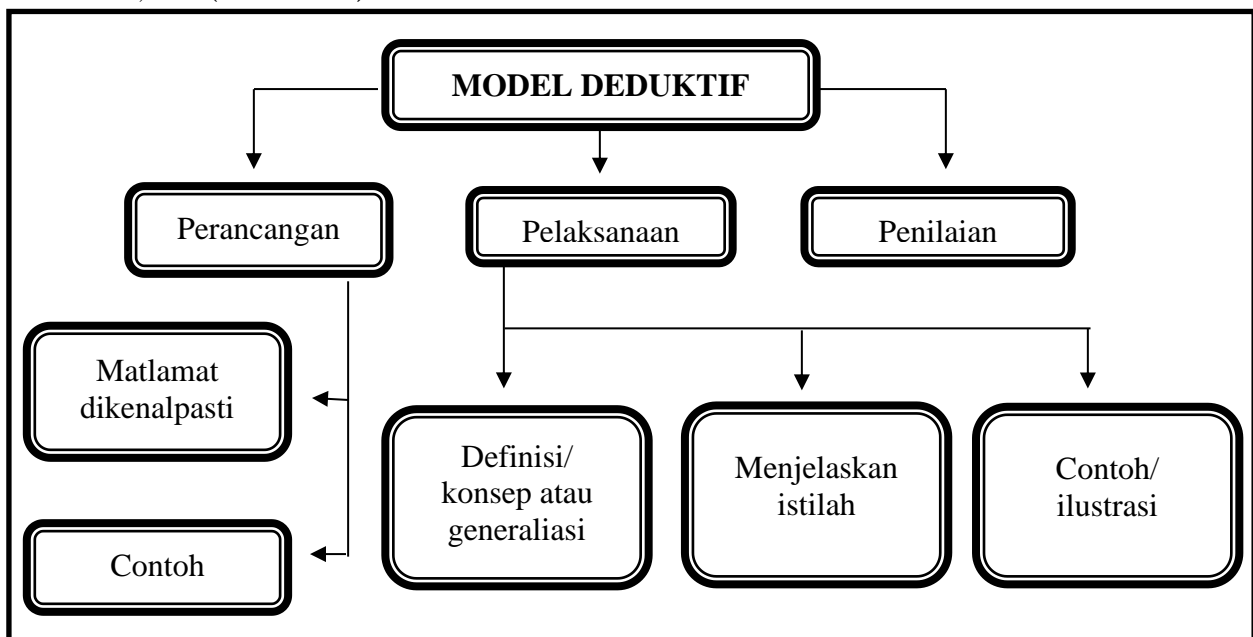 MODEL DEDUKTIF
Perancangan
Pelaksanaan
Penilaian
Matlamat
dikenalpasti
Contoh
Definisi/
konsep atau
generaliasi
Menjelaskan
istilah
Contoh/
ilustrasi